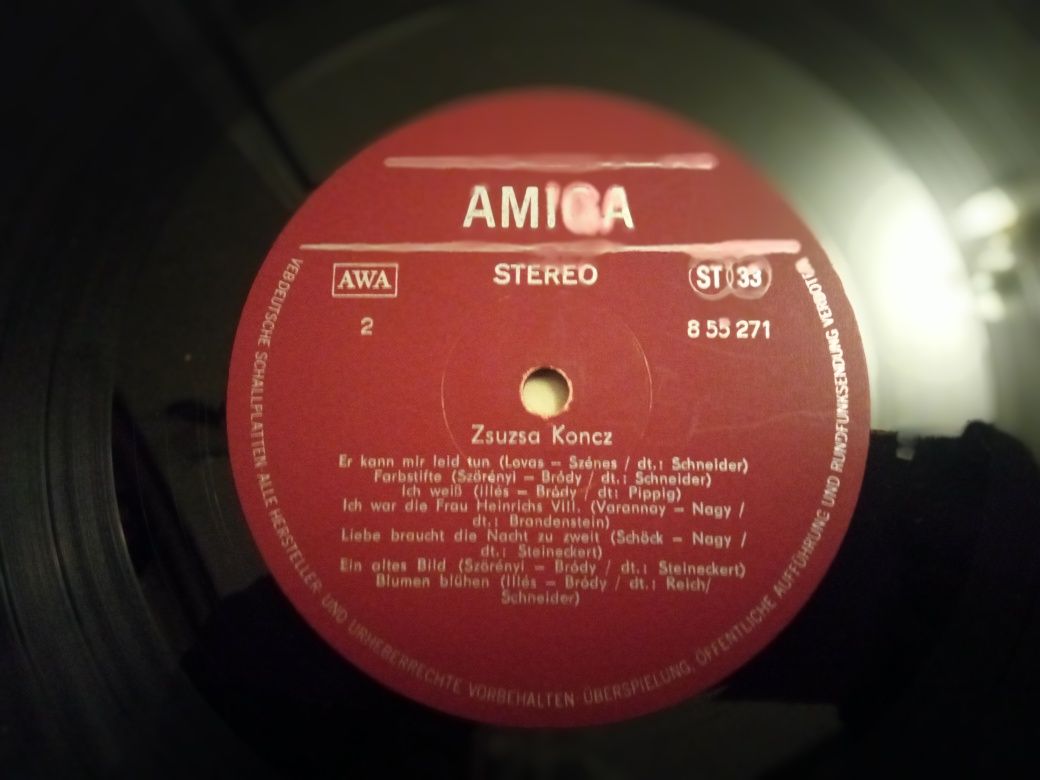 AMIGA
AWA STEREO ST 33
2 8 55 271
Zsuzsa Koncz
Er kann mir leid tun (Lovas – Szénes / dt.: Schneider)
Farbstifte (Szörényi – Bródy / dt.: Schneider)
Ich weiß (Illés – Bródy / dt: Pippig)
Ich war die Frau Heinrichs VIII. (Varannay – Nagy /
dt.: Brandenstein)
Liebe braucht die Nacht zu zweit (Schöck – Nagy /
dt.: Steineckert)
Ein altes Bild (Szörényi – Bródy / dt.: Steineckert)
Blumen blühen (Illés – Bródy / dt.: Reich/
Schneider)
VEB DEUTSCHE SCHALLPLATTEN ALLE HERSTELLER- UND URHEBERRECHTE VORBEHALTEN ÜBERSPIELUNG, ÖFFENTLICHE AUFFÜHRUNG UND RUNDFUNKSENDUNG VERBOTEN